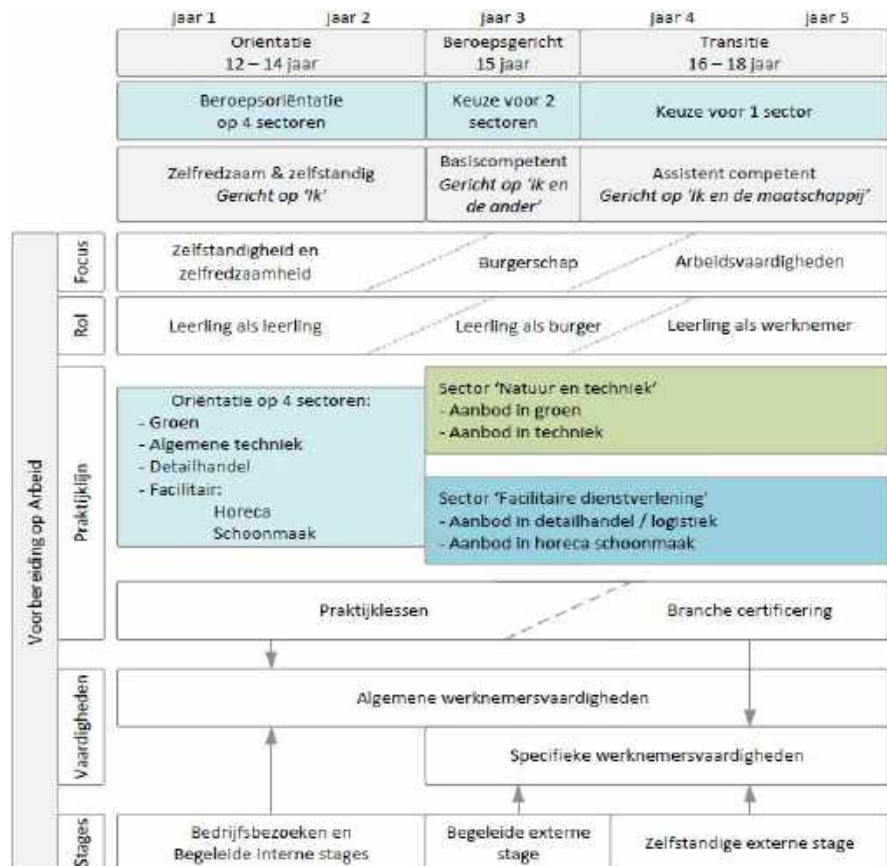 jaar 1 jaar 2 jaar 3 jaar 4 jaar 5
Oriëntatie
12 – 14 jaar
Beroepsgericht
15 jaar
Transitie
16 – 18 jaar
Beroepsoriëntatie
op 4 sectoren
Keuze voor 2
sectoren
Keuze voor 1 sector
Zelfredzaam & zelfstandig
Gericht op ‘Ik’
Basiscompetent
Gericht op ‘Ik en
de ander’
Assistent competent
Gericht op ‘Ik en de maatschappij’
Voorbereiding op Arbeid
Focus
Zelfstandigheid en
zelfredzaamheid
Burgerschap
Arbeidsvaardigheden
Rol
Leerling als leerling
Leerling als burger
Leerling als werknemer
Praktijklijn
Oriëntatie op 4 sectoren:
- Groen
- Algemene techniek
- Detailhandel
- Facilitair:
Horeca
Schoonmaak
Sector ‘Natuur en techniek’
- Aanbod in groen
- Aanbod in techniek
Sector ‘Facilitaire dienstverlening’
- Aanbod in detailhandel / logistiek
- Aanbod in horeca schoonmaak
Praktijklessen
Branche certificering
Vaardigheden
Algemene werknemersvaardigheden
Specifieke werknemersvaardigheden
Stages
Bedrijfsbezoeken en
Begeleide interne stages
Begeleide externe
stage
Zelfstandige externe stage